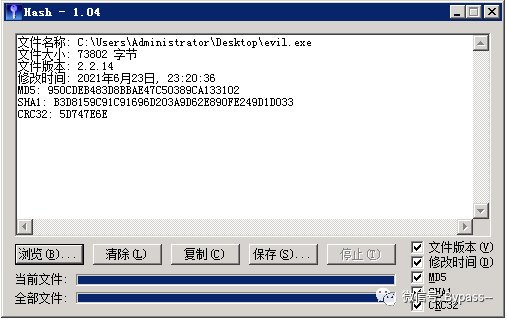 Hash - 1.04
文件名称: C:\Users\Administrator\Desktop\evil.exe
文件大小: 73802 字节
文件版本: 2.2.14
修改时间: 2021年6月23日, 23:20:36
MD5: 950CDEB483D8BBAE47C50389CA133102
SHA1: B3D8159C91C91696D203A9D62E890FE249D1D033
CRC32: 5D747E6E
浏览(B)... 清除(L) 复制(C) 保存(S)... 停止(T)
文件版本(V)
修改时间(D)
当前文件: MD5
全部文件: SHA1
微信号: Bypass--
CRC32